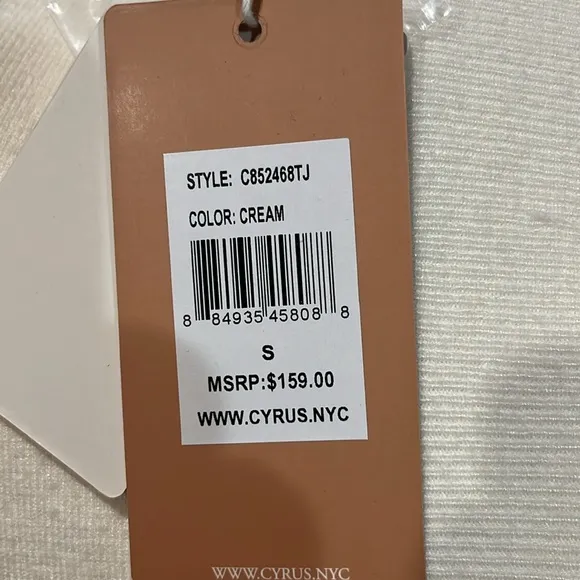 STYLE: C852468TJ
COLOR: CREAM
8 84935 45808 8
S
MSRP:$159.00
WWW.CYRUS.NYC
WWW.CYRUS.NYC